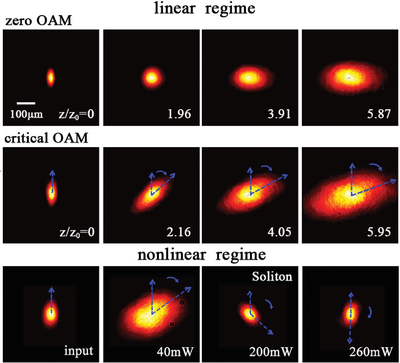 linear regime
zero OAM
100μm
z/z₀=0
1.96
3.91
5.87
critical OAM
z/z₀=0
2.16
4.05
5.95
nonlinear regime
input
40mW
Soliton
200mW
260mW